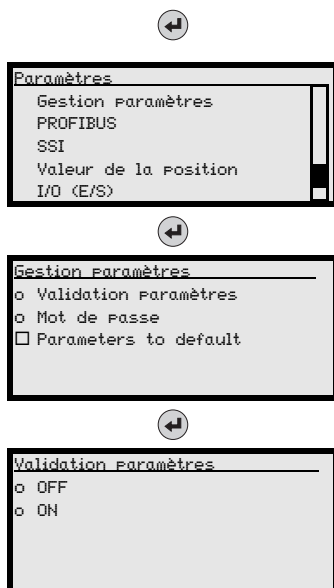 Paramètres
Gestion paramètres
PROFIBUS
SSI
Valeur de la position
I/O (E/S)
Gestion paramètres
o Validation paramètres
o Mot de passe
☐ Parameters to default
Validation paramètres
o OFF
o ON